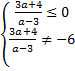 { (3a+4)/(a−3) ≤ 0
(3a+4)/(a−3) ≠ −6